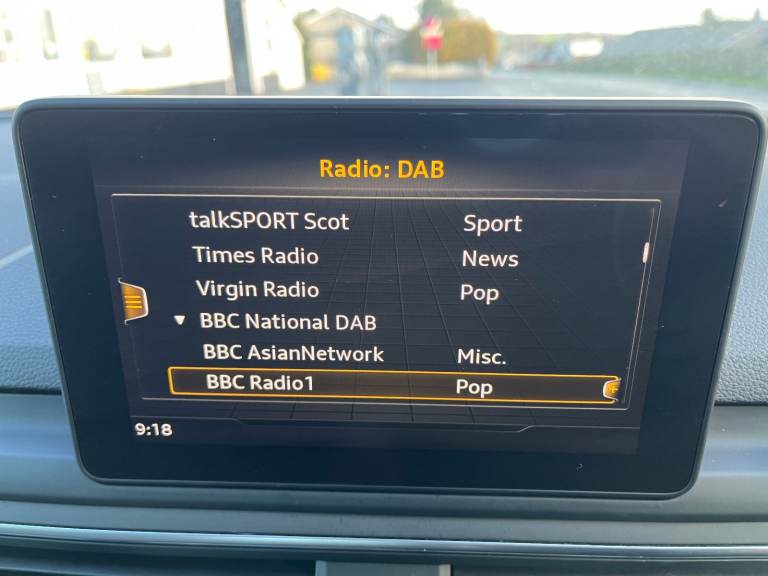 Radio: DAB
talkSPORT Scot Sport
Times Radio News
Virgin Radio Pop
BBC National DAB
BBC AsianNetwork Misc.
BBC Radio1 Pop
9:18